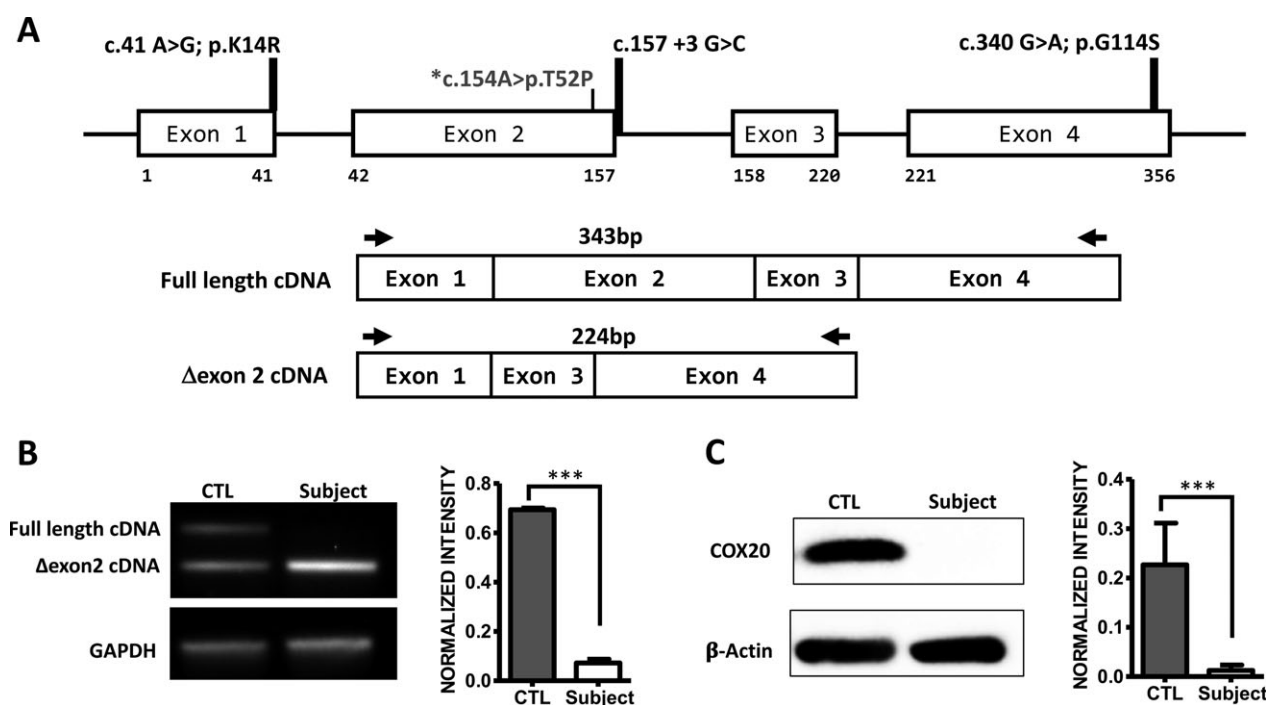 A
c.41 A>G; p.K14R
c.157 +3 G>C
c.340 G>A; p.G114S
*c.154A>p.T52P
Exon 1
Exon 2
Exon 3
Exon 4
1
41
42
157
158
220
221
356
343bp
Full length cDNA
Exon 1
Exon 2
Exon 3
Exon 4
224bp
Δexon 2 cDNA
Exon 1
Exon 3
Exon 4
B
CTL
Subject
Full length cDNA
Δexon2 cDNA
GAPDH
NORMALIZED INTENSITY
0.8
0.6
0.4
0.2
0.0
***
CTL
Subject
C
CTL
Subject
COX20
β-Actin
NORMALIZED INTENSITY
0.4
0.3
0.2
0.1
0.0
***
CTL
Subject